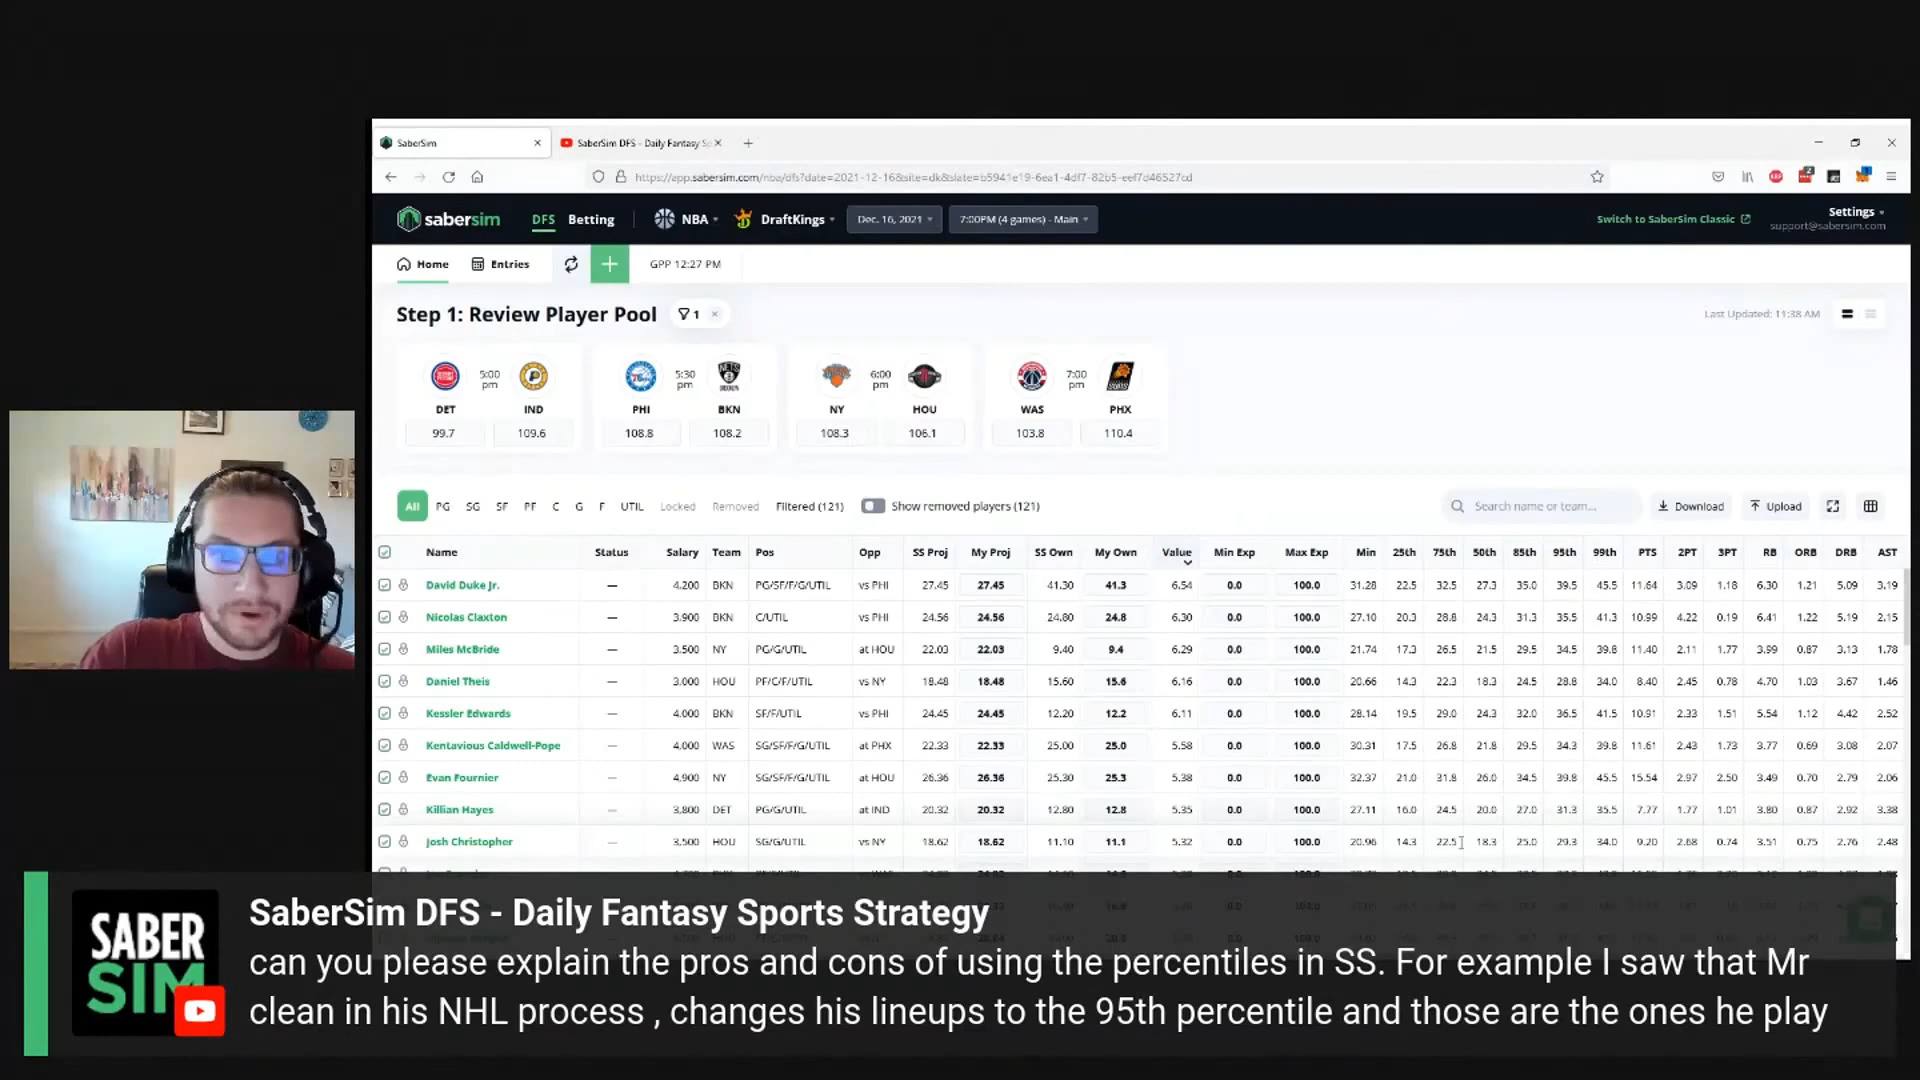 SaberSim
SaberSim DFS - Daily Fantasy Sp
https://app.sabersim.com/nba/dfs?date=2021-12-16&site=dk&slate=b5941e19-6ea1-4df7-82b5-eef7d46527cd
sabersim DFS Betting NBA DraftKings Dec. 16, 2021 7:00PM (4 games) - Main Switch to SaberSim Classic Settings
support@sabersim.com
Home Entries + GPP 12:27 PM
Step 1: Review Player Pool 1 × Last Updated: 11:38 AM
5:00 pm 5:30 pm 6:00 pm 7:00 pm
DET IND PHI BKN NY HOU WAS PHX
99.7 109.6 108.8 108.2 108.3 106.1 103.8 110.4
All PG SG SF PF C G F UTIL Locked Removed Filtered (121) Show removed players (121) Search name or team... Download Upload
Name Status Salary Team Pos Opp SS Proj My Proj SS Own My Own Value Min Exp Max Exp Min 25th 75th 50th 85th 95th 99th PTS 2PT 3PT RB ORB DRB AST
David Duke Jr. — 4,200 BKN PG/SF/F/G/UTIL vs PHI 27.45 27.45 41.30 41.3 6.54 0.0 100.0 31.28 22.5 32.5 27.3 35.0 39.5 45.5 11.64 3.09 1.18 6.30 1.21 5.09 3.19
Nicolas Claxton — 3,900 BKN C/UTIL vs PHI 24.56 24.56 24.80 24.8 6.30 0.0 100.0 27.10 20.3 28.8 24.3 31.3 35.5 41.3 10.99 4.22 0.19 6.41 1.22 5.19 2.15
Miles McBride — 3,500 NY PG/G/UTIL at HOU 22.03 22.03 9.40 9.4 6.29 0.0 100.0 21.74 17.3 26.5 21.5 29.5 34.5 39.8 11.40 2.11 1.77 3.99 0.87 3.13 1.78
Daniel Theis — 3,000 HOU PF/C/F/UTIL vs NY 18.48 18.48 15.60 15.6 6.16 0.0 100.0 20.66 14.3 22.3 18.3 24.5 28.8 34.0 8.40 2.45 0.78 4.70 1.03 3.67 1.46
Kessler Edwards — 4,000 BKN SF/F/UTIL vs PHI 24.45 24.45 12.20 12.2 6.11 0.0 100.0 28.14 19.5 29.0 24.3 32.0 36.5 41.5 10.91 2.33 1.51 5.54 1.12 4.42 2.52
Kentavious Caldwell-Pope — 4,000 WAS SG/SF/F/G/UTIL at PHX 22.33 22.33 25.00 25.0 5.58 0.0 100.0 30.31 17.5 26.8 21.8 29.5 34.3 39.8 11.61 2.43 1.73 3.77 0.69 3.08 2.07
Evan Fournier — 4,900 NY SG/SF/F/G/UTIL at HOU 26.36 26.36 25.30 25.3 5.38 0.0 100.0 32.37 21.0 31.8 26.0 34.5 39.8 45.5 15.54 2.97 2.50 3.49 0.70 2.79 2.06
Killian Hayes — 3,800 DET PG/G/UTIL at IND 20.32 20.32 12.80 12.8 5.35 0.0 100.0 27.11 16.0 24.5 20.0 27.0 31.3 35.5 7.77 1.77 1.01 3.80 0.87 2.92 3.38
Josh Christopher — 3,500 HOU SG/G/UTIL vs NY 18.62 18.62 11.10 11.1 5.32 0.0 100.0 20.96 14.3 22.5 18.3 25.0 29.3 34.0 9.20 2.68 0.74 3.51 0.75 2.76 2.48
SABER
SIM
SaberSim DFS - Daily Fantasy Sports Strategy
can you please explain the pros and cons of using the percentiles in SS. For example I saw that Mr
clean in his NHL process , changes his lineups to the 95th percentile and those are the ones he play